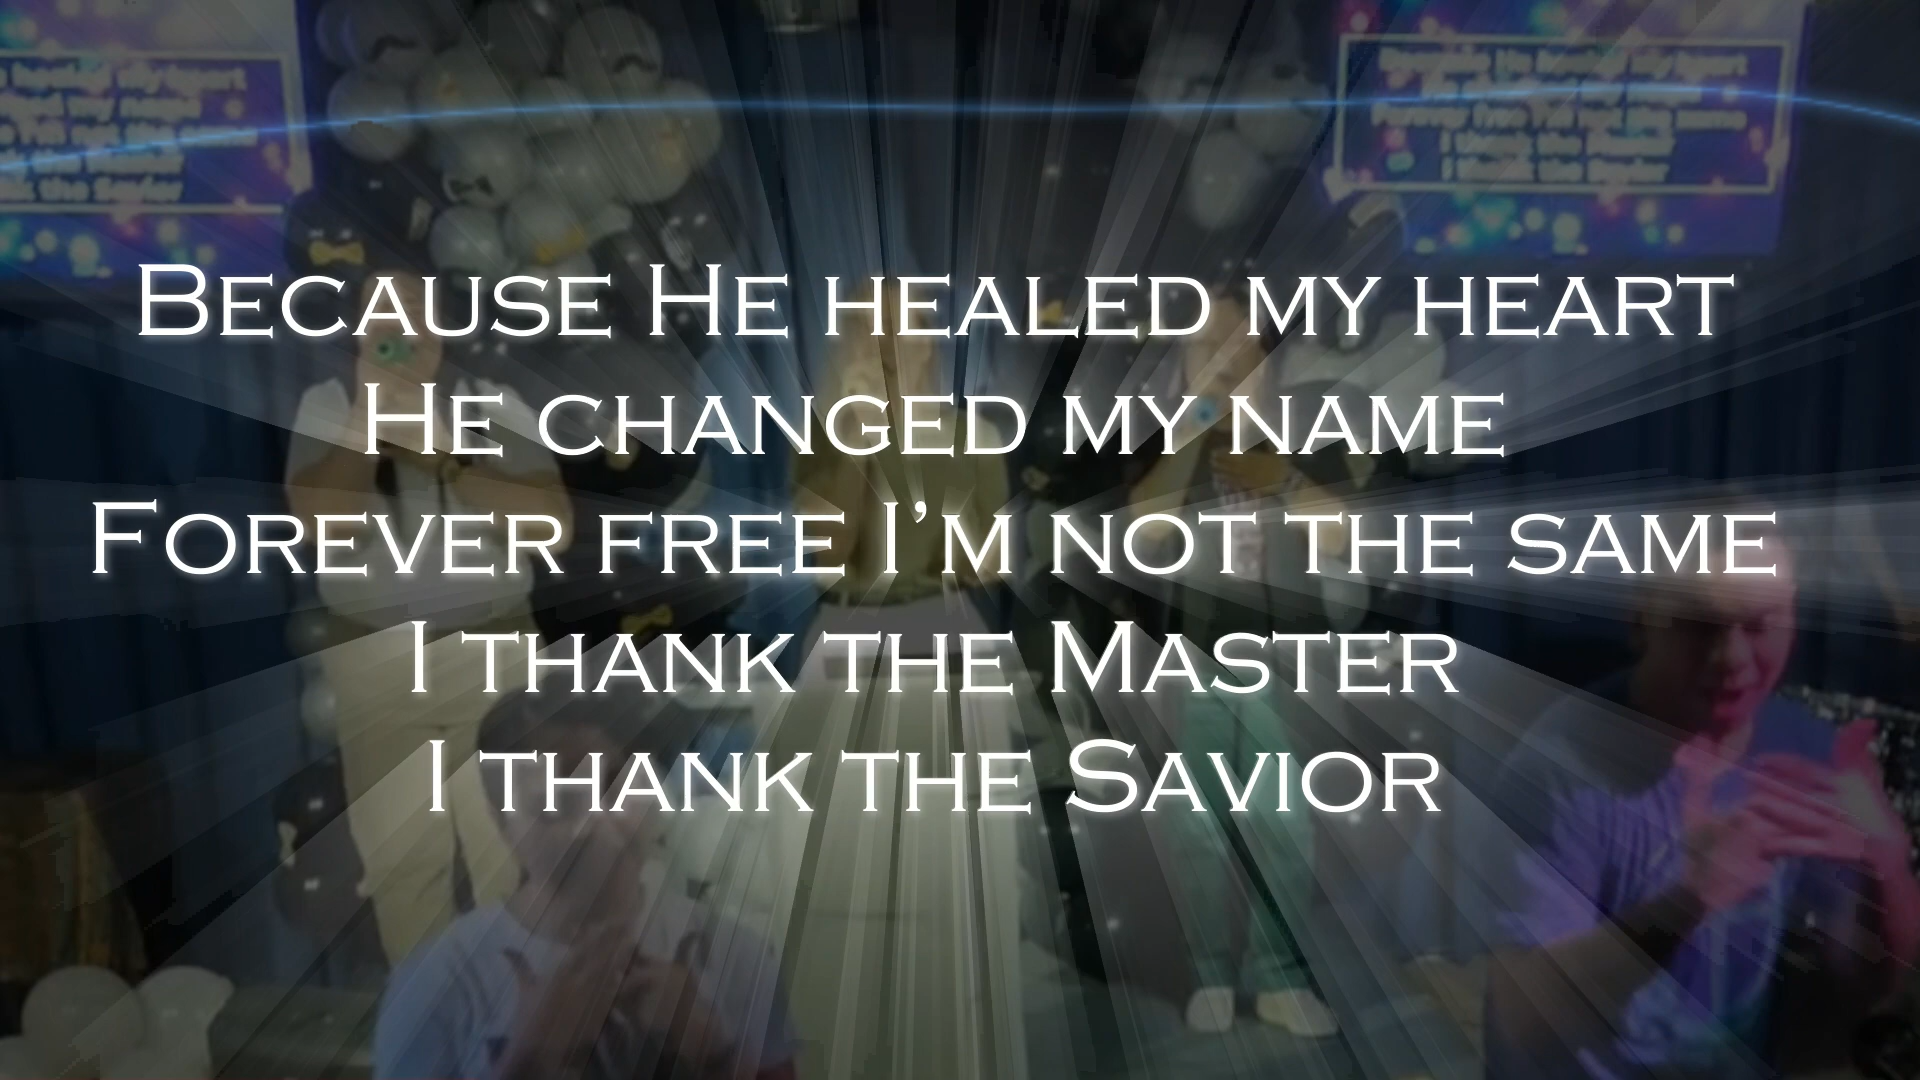 Because He healed my heart
He changed my name
Forever free I'm not the same
I thank the Master
I thank the Savior